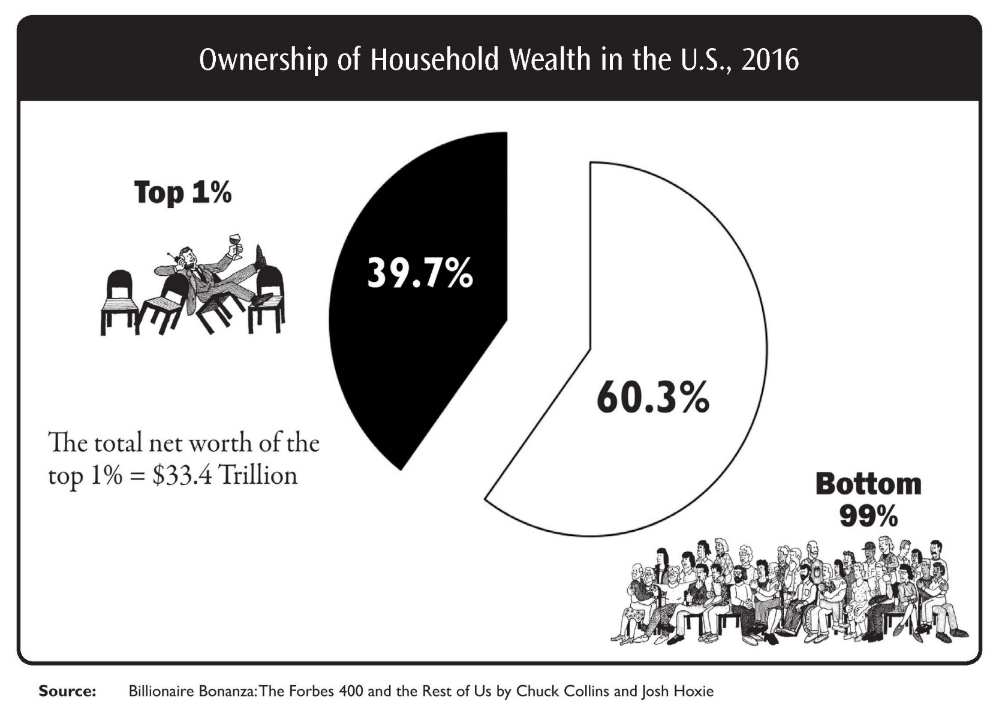 Ownership of Household Wealth in the U.S., 2016
Top 1%
39.7%
60.3%
The total net worth of the
top 1% = $33.4 Trillion
Bottom
99%
Source: Billionaire Bonanza: The Forbes 400 and the Rest of Us by Chuck Collins and Josh Hoxie